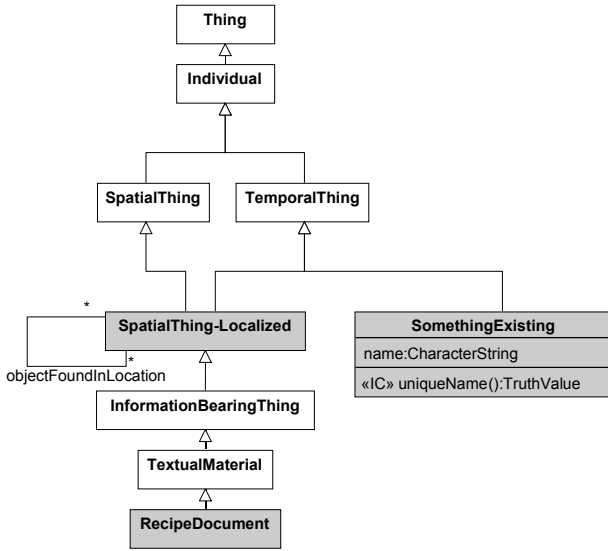 Thing
Individual
SpatialThing
TemporalThing
*
SpatialThing-Localized
SomethingExisting
name:CharacterString
*
objectFoundInLocation
«IC» uniqueName():TruthValue
InformationBearingThing
TextualMaterial
RecipeDocument